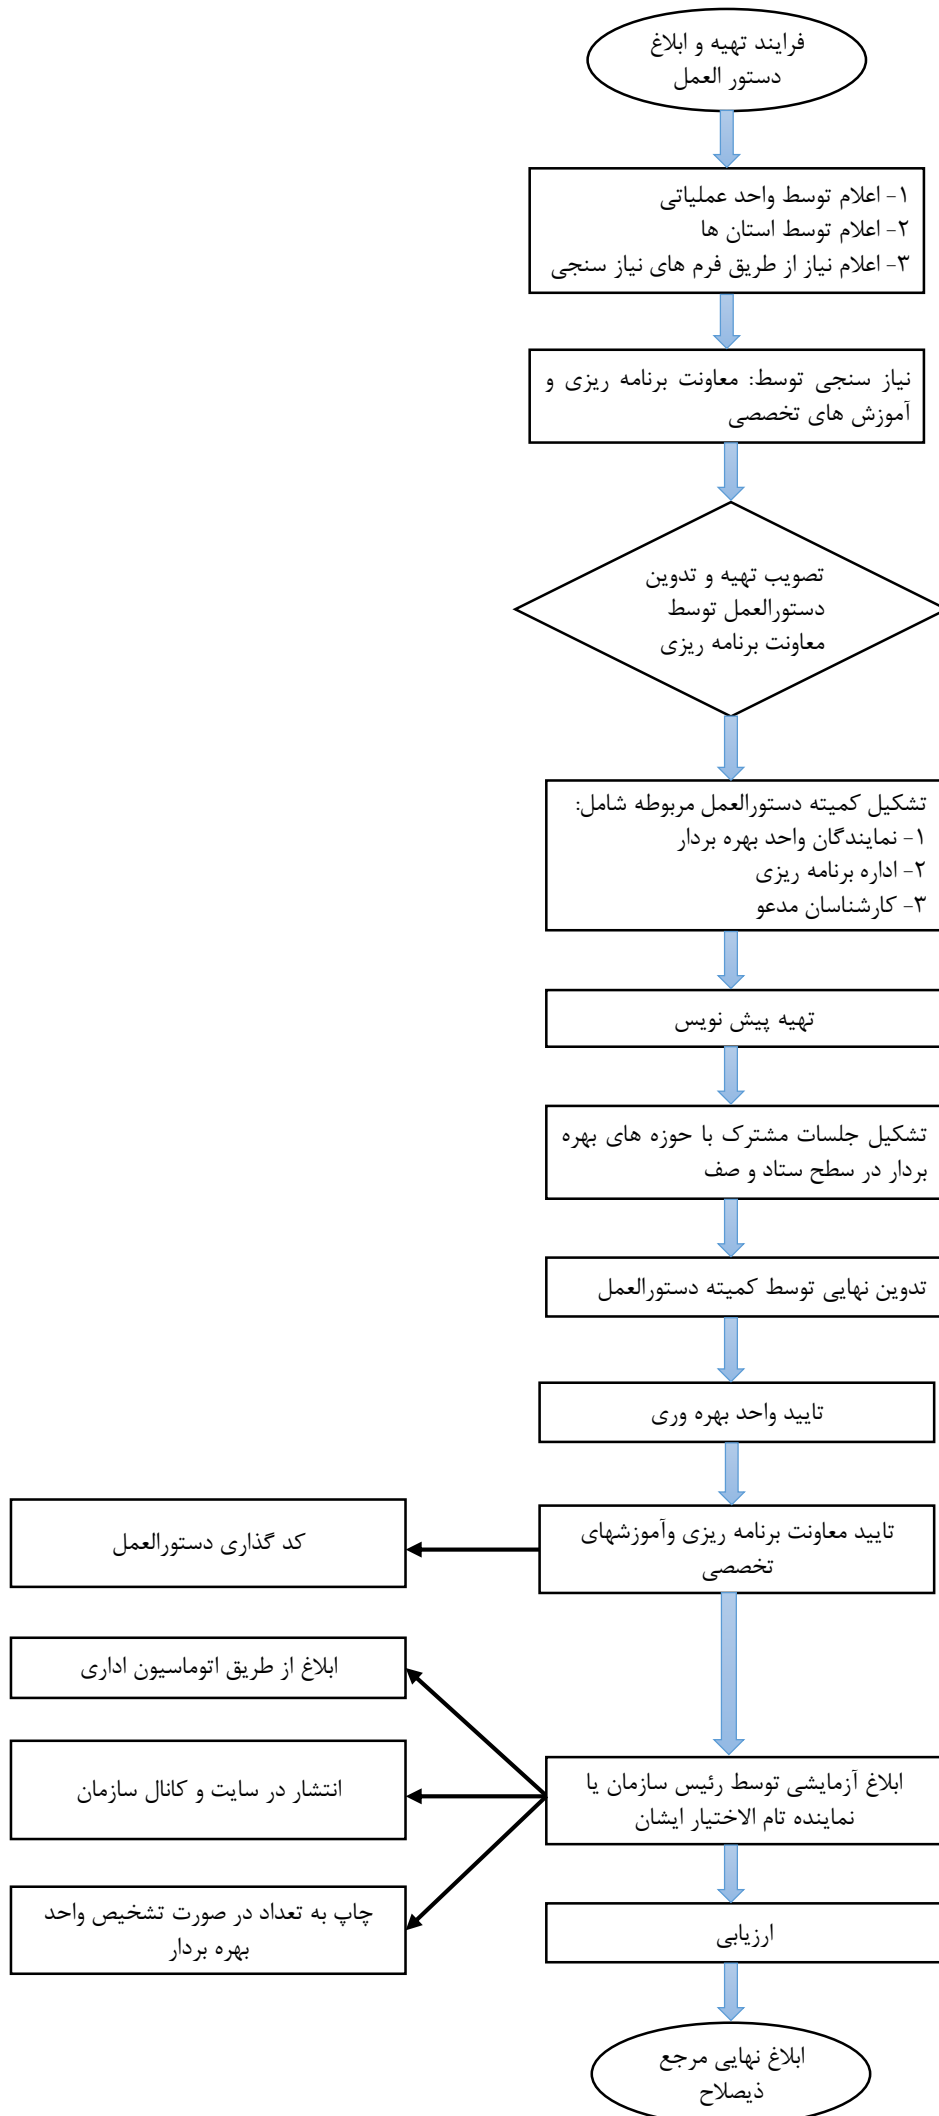 فرایند تهیه و ابلاغ
دستور العمل
۱- اعلام توسط واحد عملیاتی
۲- اعلام توسط استان ها
۳- اعلام نیاز از طریق فرم های نیاز سنجی
نیاز سنجی توسط: معاونت برنامه ریزی و
آموزش های تخصصی
تصویب تهیه و تدوین
دستورالعمل توسط
معاونت برنامه ریزی
تشکیل کمیته دستورالعمل مربوطه شامل:
۱- نمایندگان واحد بهره بردار
۲- اداره برنامه ریزی
۳- کارشناسان مدعو
تهیه پیش نویس
تشکیل جلسات مشترک با حوزه های بهره
بردار در سطح ستاد و صف
تدوین نهایی توسط کمیته دستورالعمل
تایید واحد بهره وری
تایید معاونت برنامه ریزی وآموزشهای
تخصصی
کد گذاری دستورالعمل
ابلاغ آزمایشی توسط رئیس سازمان یا
نماینده تام الاختیار ایشان
ابلاغ از طریق اتوماسیون اداری
انتشار در سایت و کانال سازمان
چاپ به تعداد در صورت تشخیص واحد
بهره بردار
ارزیابی
ابلاغ نهایی مرجع
ذیصلاح